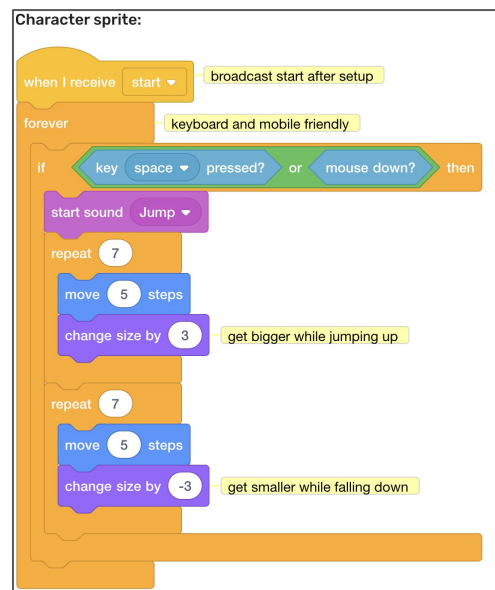 Character sprite:
when I receive start broadcast start after setup
forever keyboard and mobile friendly
if key space pressed? or mouse down? then
start sound Jump
repeat 7
move 5 steps
change size by 3 get bigger while jumping up
repeat 7
move 5 steps
change size by -3 get smaller while falling down